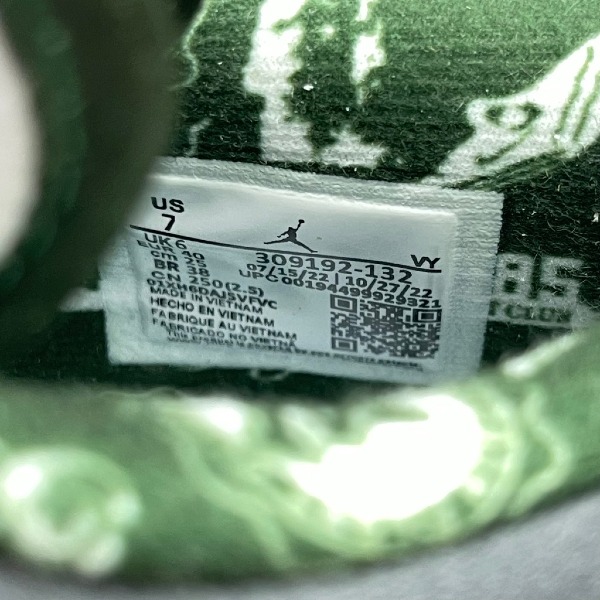 US
7
UK 6
EUR 40
cm 25
BR 38
CN 250(2.5)
309192-132 VY
07/15/22 10/27/22
UPC 00194499929321
MADE IN VIETNAM
HECHO EN VIETNAM
FABRIQUE AU VIETNAM
FABRICADO NO VIETNÃ
85